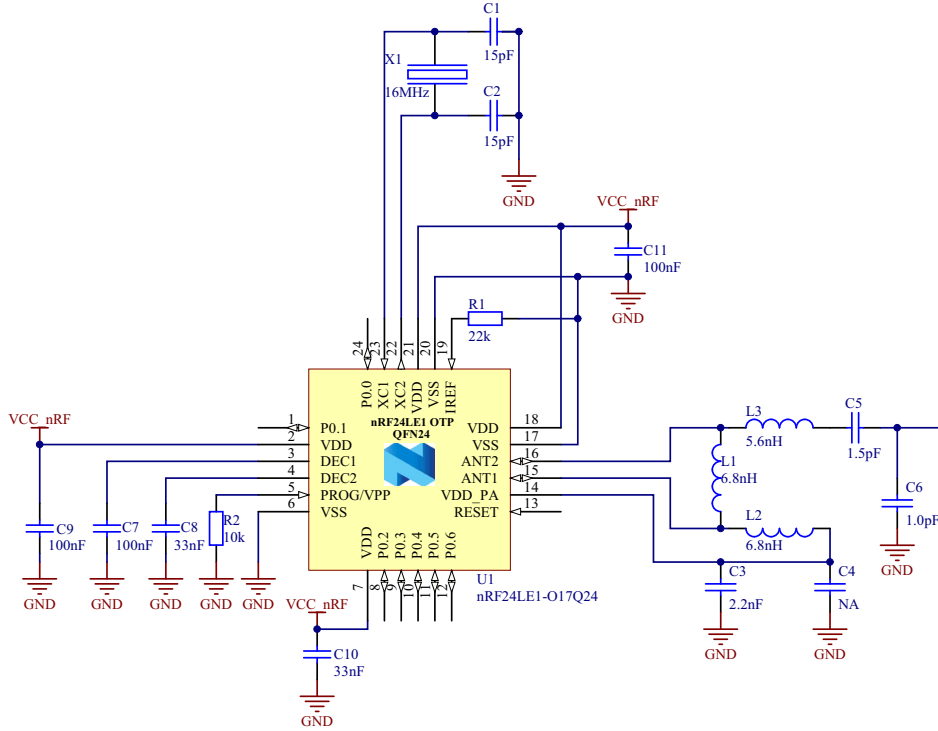 C1
15pF
X1
16MHz
C2
15pF
GND
VCC_nRF
C11
100nF
GND
R1
22k
24
23
22
21
20
19
P0.0
XC1
XC2
VDD
VSS
IREF
nRF24LE1 OTP
QFN24
VCC_nRF
1
P0.1
2
VDD
3
DEC1
4
DEC2
5
PROG/VPP
6
VSS
18
VDD
17
VSS
16
ANT2
15
ANT1
14
VDD_PA
13
RESET
VDD
P0.2
P0.3
P0.4
P0.5
P0.6
7
8
9
10
11
12
U1
nRF24LE1-O17Q24
C9
100nF
GND
C7
100nF
GND
C8
33nF
GND
R2
10k
GND
GND
VCC_nRF
C10
33nF
GND
L3
5.6nH
C5
1.5pF
L1
6.8nH
L2
6.8nH
C6
1.0pF
GND
C3
2.2nF
GND
C4
NA
GND